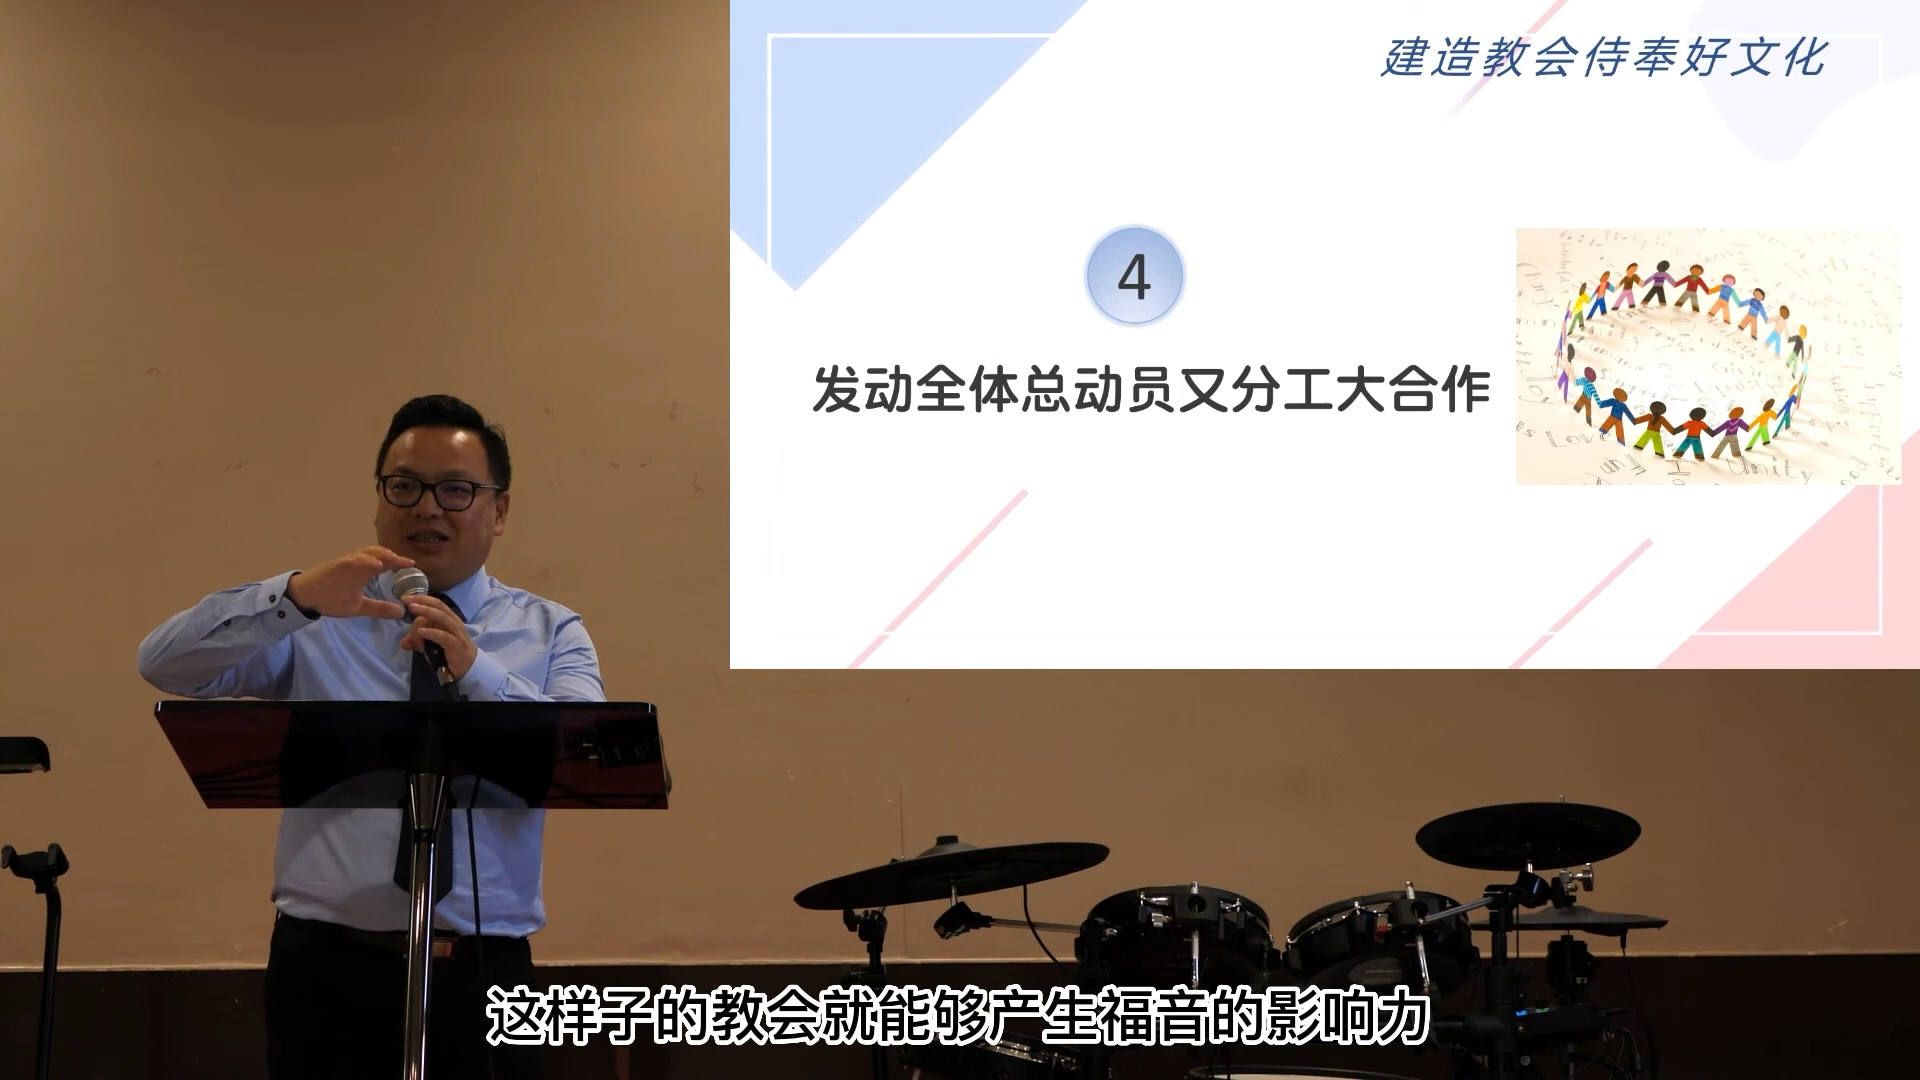 建造教会侍奉好文化
4
发动全体总动员又分工大合作
Love
Unity
这样子的教会就能够产生福音的影响力